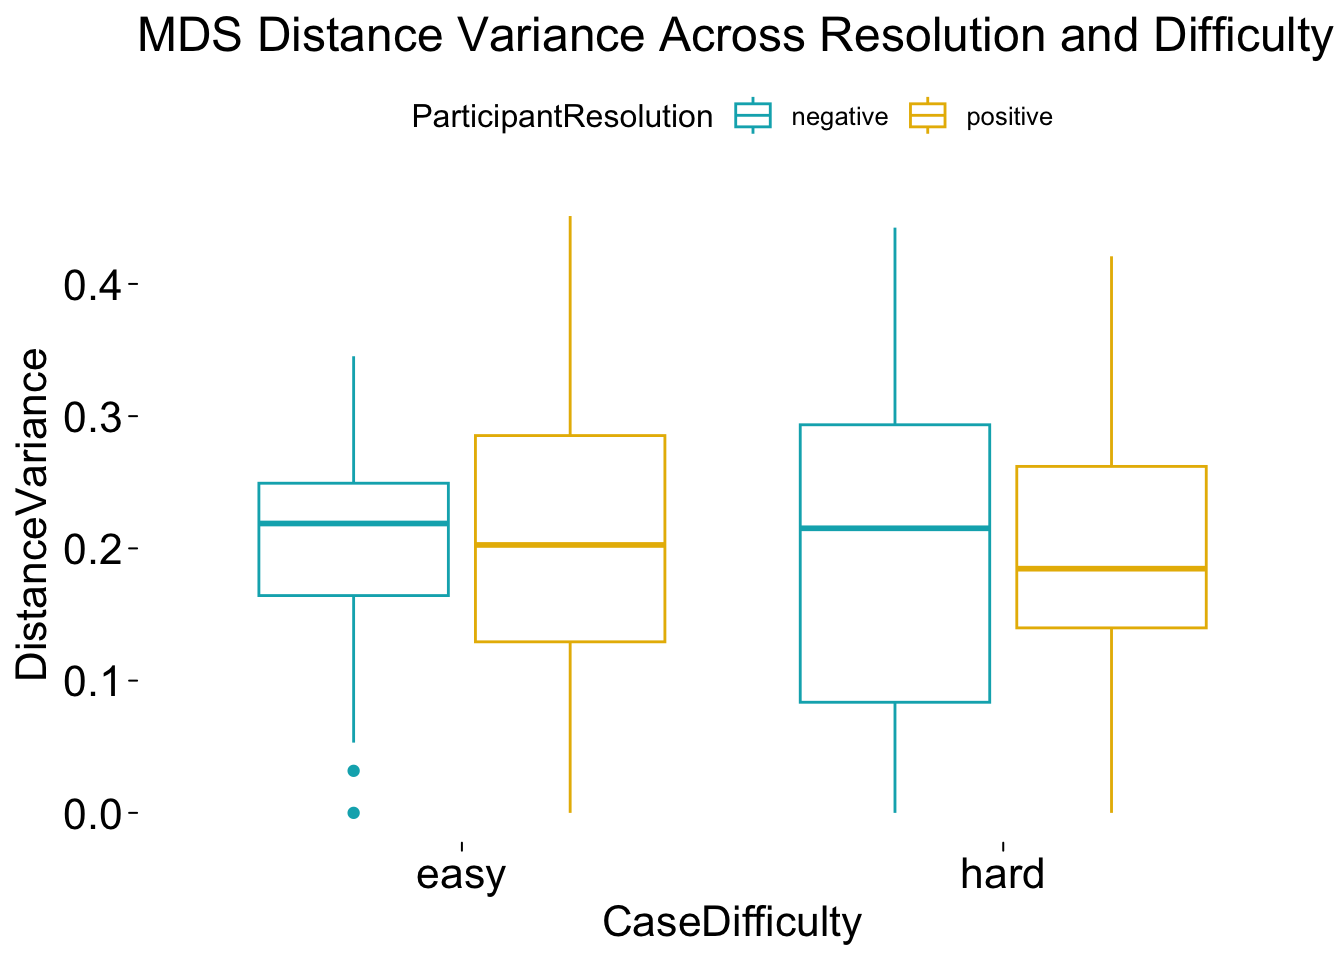 MDS Distance Variance Across Resolution and Difficulty
ParticipantResolution negative positive
DistanceVariance
0.4
0.3
0.2
0.1
0.0
easy hard
CaseDifficulty